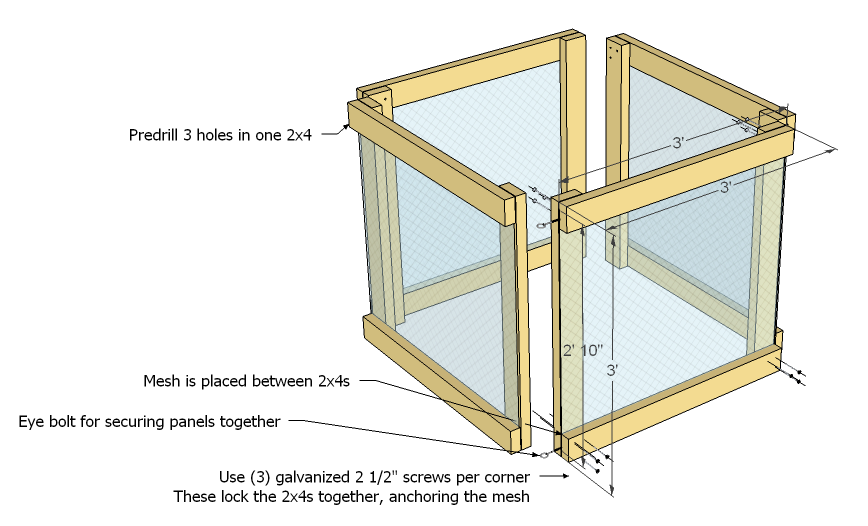 Predrill 3 holes in one 2x4
3'
3'
2' 10"
3'
Mesh is placed between 2x4s
Eye bolt for securing panels together
Use (3) galvanized 2 1/2" screws per corner
These lock the 2x4s together, anchoring the mesh